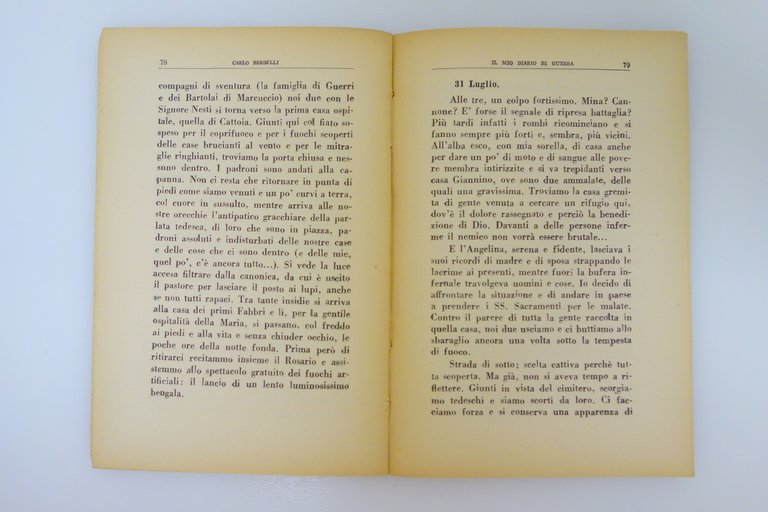 78 CARLO BERSELLI
compagni di sventura (la famiglia di Guerri
e dei Bartolai di Marcuccio) noi due con le
Signore Nesti si torna verso la prima casa ospi-
tale, quella di Cattoia. Giunti qui col fiato so-
speso per il coprifuoco e per i fuochi scoperti
delle case brucianti al vento e per le mitra-
glie ringhianti, troviamo la porta chiusa e nes-
suno dentro. I padroni sono andati alla ca-
panna. Non ci resta che ritornare in punta di
piedi come siamo venuti e un po' curvi a terra,
col cuore in sussulto, mentre arriva alle no-
stre orecchie l'antipatico gracchiare della par-
lata tedesca, di loro che sono in piazza, pa-
droni assoluti e indisturbati delle nostre case
e delle cose che ci sono dentro (e delle mie,
quel po', c'è ancora tutto...). Si vede la luce
accesa filtrare dalla canonica, da cui è uscito
il pastore per lasciare il posto ai lupi, anche
se non tutti rapaci. Tra tante insidie si arriva
alla casa dei primi Fabbri e lì, per la gentile
ospitalità della Maria, si passano, col freddo
ai piedi e alla vita e senza chiuder occhio, le
poche ore della notte fonda. Prima però di
ritirarci recitammo insieme il Rosario e assi-
stemmo allo spettacolo gratuito dei fuochi ar-
tificiali: il lancio di un lento luminosissimo
bengala.
IL MIO DIARIO DI GUERRA 79
31 Luglio.
Alle tre, un colpo fortissimo. Mina? Can-
none? E' forse il segnale di ripresa battaglia?
Più tardi infatti i rombi ricominciano e si
fanno sempre più forti e, sembra, più vicini.
All'alba esco, con mia sorella, di casa anche
per dare un po' di moto e di sangue alle pove-
re membra intirizzite e si va trepidanti verso
casa Giannino, ove sono due ammalate, delle
quali una gravissima. Troviamo la casa gremi-
ta di gente venuta a cercare un rifugio qui,
dov'è il dolore rassegnato e perciò la benedi-
zione di Dio. Davanti a delle persone infer-
me il nemico non vorrà essere brutale...
E l'Angelina, serena e fidente, lasciava i
suoi ricordi di madre e di sposa strappando le
lacrime ai presenti, mentre fuori la bufera in-
fernale travolgeva uomini e cose. Io decido di
affrontare la situazione e di andare in paese
a prendere i SS. Sacramenti per le malate.
Contro il parere di tutta la gente raccolta in
quella casa, noi due usciamo e ci buttiamo allo
sbaraglio ancora una volta sotto la tempesta
di fuoco.
Strada di sotto; scelta cattiva perchè tut-
ta scoperta. Ma già, non si aveva tempo a ri-
flettere. Giunti in vista del cimitero, scorgia-
mo tedeschi e siamo scorti da loro. Ci fac-
ciamo forza e si conserva una apparenza di